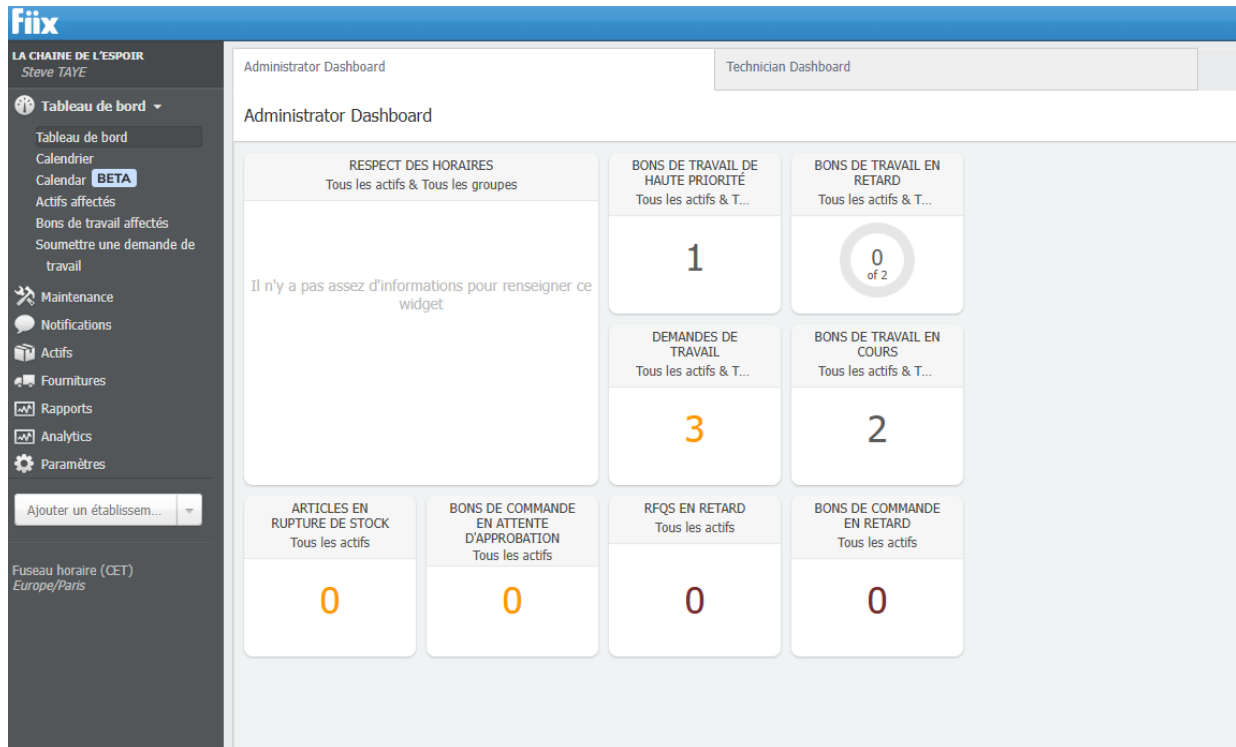 fiix
LA CHAINE DE L'ESPOIR
Steve TAYE
Tableau de bord
Tableau de bord
Calendrier
Calendar BETA
Actifs affectés
Bons de travail affectés
Soumettre une demande de
travail
Maintenance
Notifications
Actifs
Fournitures
Rapports
Analytics
Paramètres
Ajouter un établissem...
Fuseau horaire (CET)
Europe/Paris
Administrator Dashboard
Technician Dashboard
Administrator Dashboard
RESPECT DES HORAIRES
Tous les actifs & Tous les groupes
Il n'y a pas assez d'informations pour renseigner ce
widget
BONS DE TRAVAIL DE
HAUTE PRIORITÉ
Tous les actifs & T...
1
BONS DE TRAVAIL EN
RETARD
Tous les actifs & T...
0
of 2
DEMANDES DE
TRAVAIL
Tous les actifs & T...
3
BONS DE TRAVAIL EN
COURS
Tous les actifs & T...
2
ARTICLES EN
RUPTURE DE STOCK
Tous les actifs
0
BONS DE COMMANDE
EN ATTENTE
D'APPROBATION
Tous les actifs
0
RFQS EN RETARD
Tous les actifs
0
BONS DE COMMANDE
EN RETARD
Tous les actifs
0